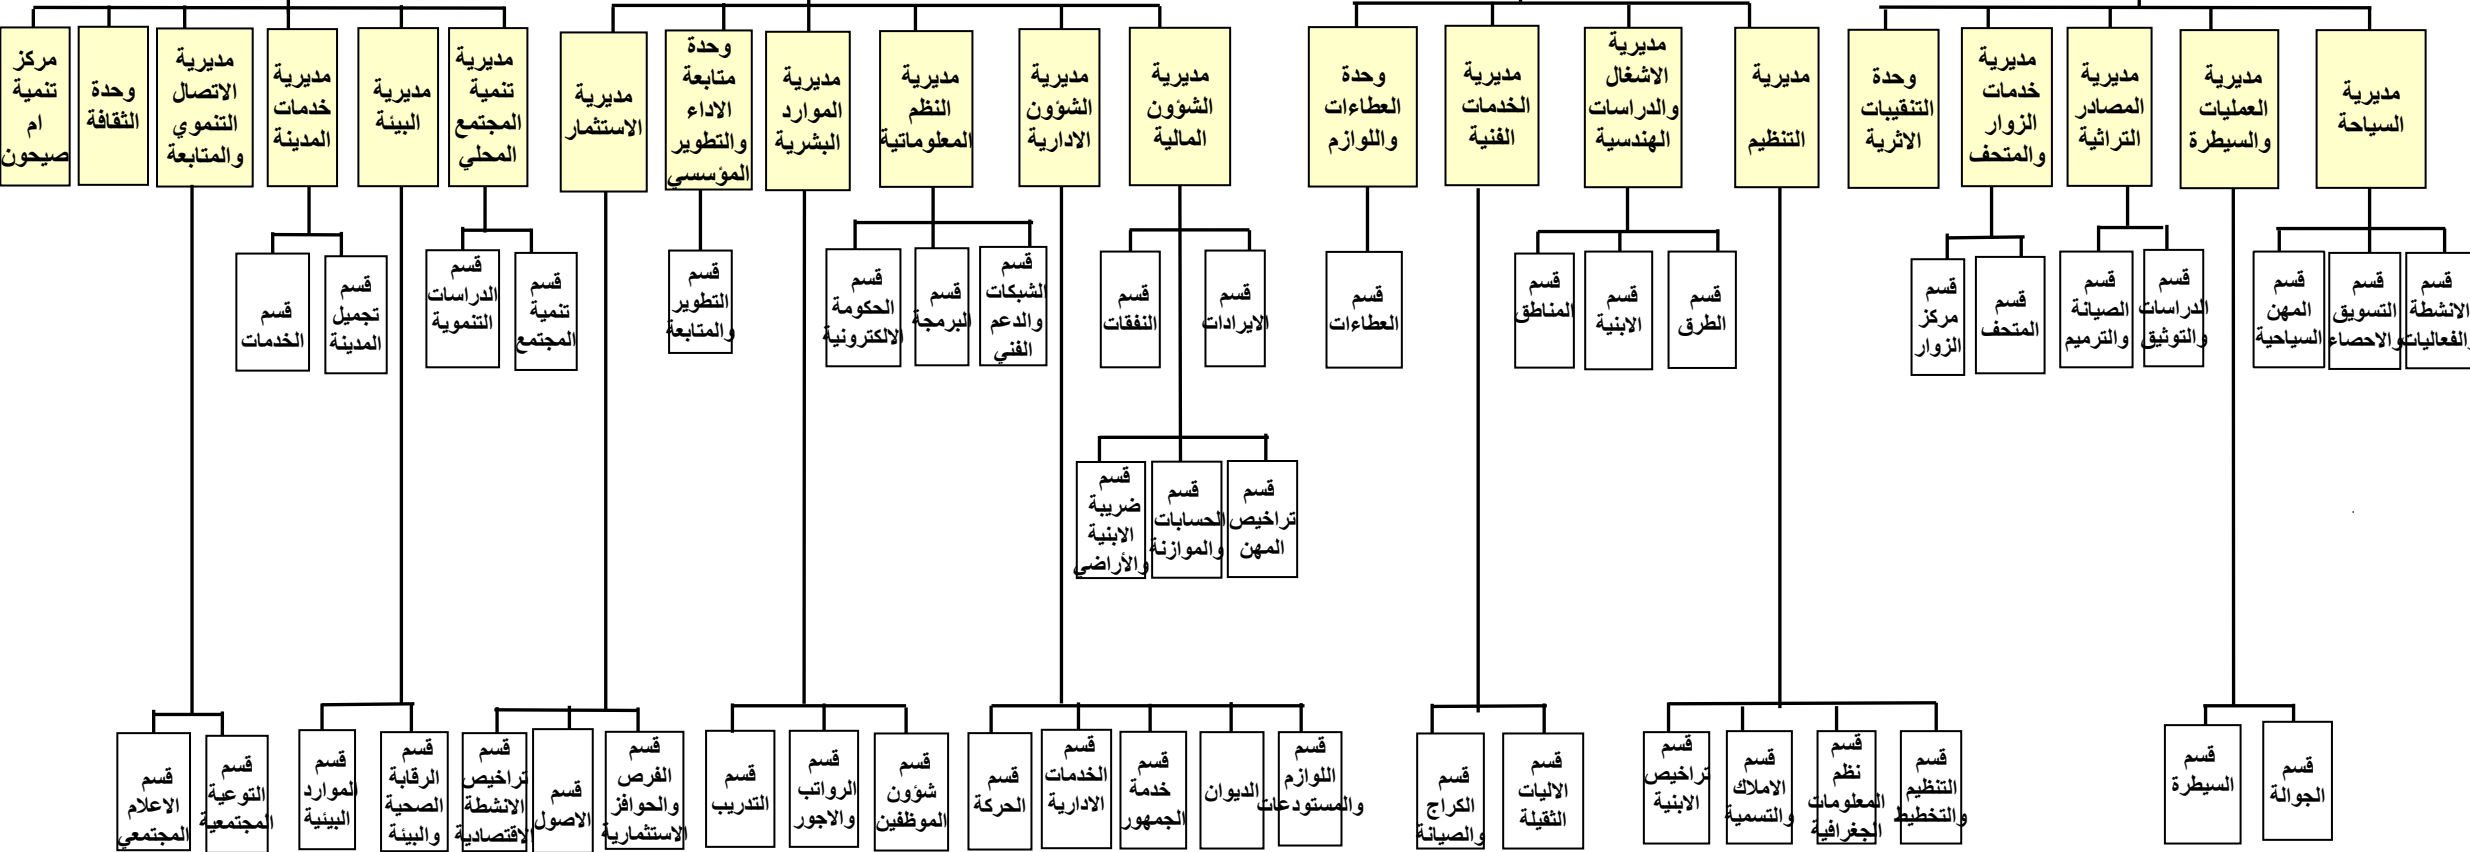 مديرية
السياحة
مديرية
العمليات
والسيطرة
مديرية
المصادر
التراثية
مديرية
خدمات
الزوار
والمتحف
وحدة
التنقيبات
الاثرية
مديرية
التنظيم
مديرية
الاشغال
والدراسات
الهندسية
مديرية
الخدمات
الفنية
وحدة
العطاءات
واللوازم
مديرية
الشؤون
المالية
مديرية
الشؤون
الادارية
مديرية
النظم
المعلوماتية
مديرية
الموارد
البشرية
وحدة
متابعة
الاداء
والتطوير
المؤسسي
مديرية
الاستثمار
مديرية
تنمية
المجتمع
المحلي
مديرية
البيئة
مديرية
خدمات
المدينة
مديرية
الاتصال
التنموي
والمتابعة
وحدة
الثقافة
مركز
تنمية
ام
صيحون
قسم
الانشطة
والفعاليات
قسم
التسويق
والاحصاء
قسم
المهن
السياحية
قسم
الدراسات
والتوثيق
قسم
الصيانة
والترميم
قسم
المتحف
قسم
مركز
الزوار
قسم
الطرق
قسم
الابنية
قسم
المناطق
قسم
العطاءات
قسم
الايرادات
قسم
النفقات
قسم
الشبكات
والدعم
الفني
قسم
البرمجة
قسم
الحكومة
الالكترونية
قسم
التطوير
والمتابعة
قسم
تنمية
المجتمع
قسم
الدراسات
التنموية
قسم
تجميل
المدينة
قسم
الخدمات
قسم
تراخيص
المهن
قسم
الحسابات
والموازنة
قسم
ضريبة
الابنية
والأراضي
قسم
الجوالة
قسم
السيطرة
قسم
التنظيم
والتخطيط
قسم
نظم
المعلومات
الجغرافية
قسم
الاملاك
والتسمية
قسم
تراخيص
الابنية
قسم
الاليات
الثقيلة
قسم
الكراج
والصيانة
قسم
اللوازم
والمستودعات
الديوان
قسم
خدمة
الجمهور
قسم
الخدمات
الادارية
قسم
الحركة
قسم
شؤون
الموظفين
قسم
الرواتب
والاجور
قسم
التدريب
قسم
الفرص
والحوافز
الاستثمارية
قسم
الاصول
قسم
تراخيص
الانشطة
الاقتصادية
قسم
الرقابة
الصحية
والبيئة
قسم
الموارد
البيئية
قسم
التوعية
المجتمعية
قسم
الاعلام
المجتمعي